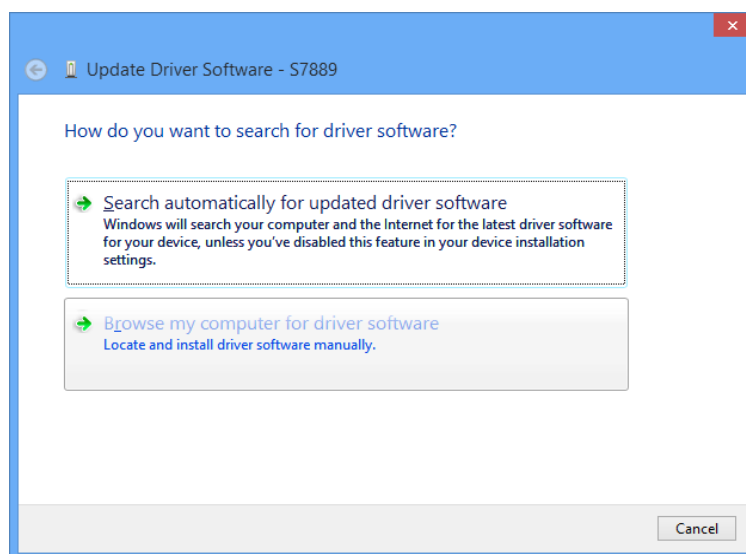 Update Driver Software - S7889
How do you want to search for driver software?
Search automatically for updated driver software
Windows will search your computer and the Internet for the latest driver software
for your device, unless you've disabled this feature in your device installation
settings.
Browse my computer for driver software
Locate and install driver software manually.
Cancel